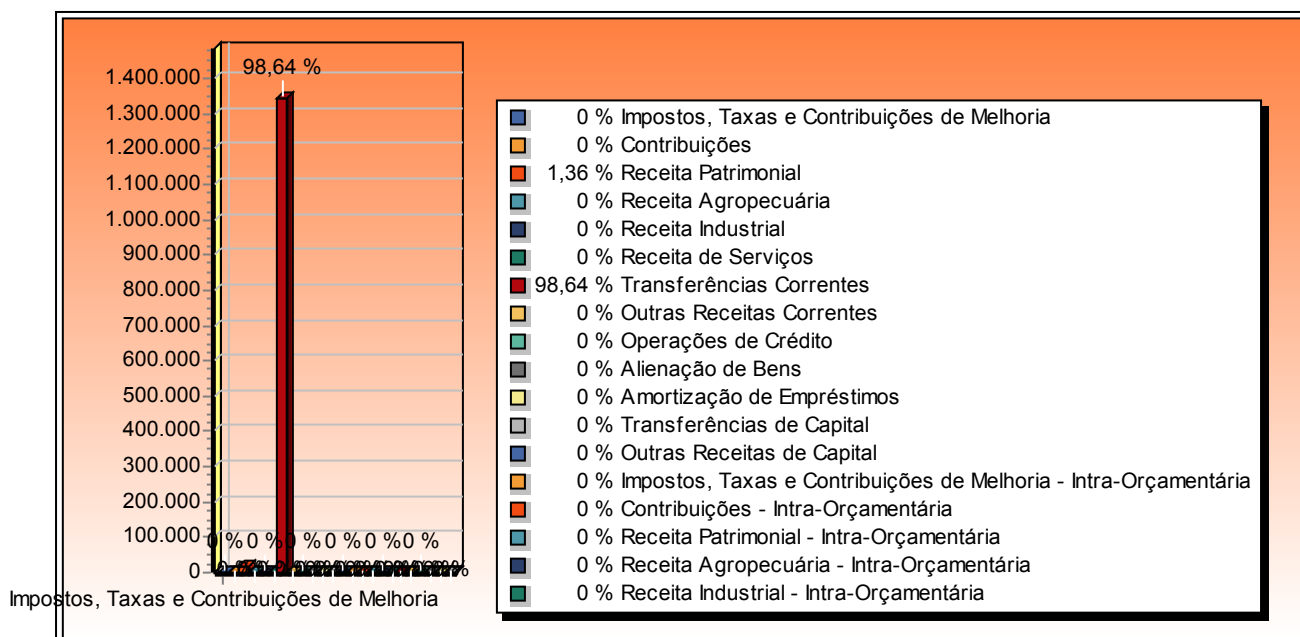 98,64 %
1.400.000
1.300.000
1.200.000
1.100.000
1.000.000
900.000
800.000
700.000
600.000
500.000
400.000
300.000
200.000
100.000
0
0 % 0 % 0 % 0 % 0 % 0 %
Impostos, Taxas e Contribuições de Melhoria
0 % Impostos, Taxas e Contribuições de Melhoria
0 % Contribuições
1,36 % Receita Patrimonial
0 % Receita Agropecuária
0 % Receita Industrial
0 % Receita de Serviços
98,64 % Transferências Correntes
0 % Outras Receitas Correntes
0 % Operações de Crédito
0 % Alienação de Bens
0 % Amortização de Empréstimos
0 % Transferências de Capital
0 % Outras Receitas de Capital
0 % Impostos, Taxas e Contribuições de Melhoria - Intra-Orçamentária
0 % Contribuições - Intra-Orçamentária
0 % Receita Patrimonial - Intra-Orçamentária
0 % Receita Agropecuária - Intra-Orçamentária
0 % Receita Industrial - Intra-Orçamentária